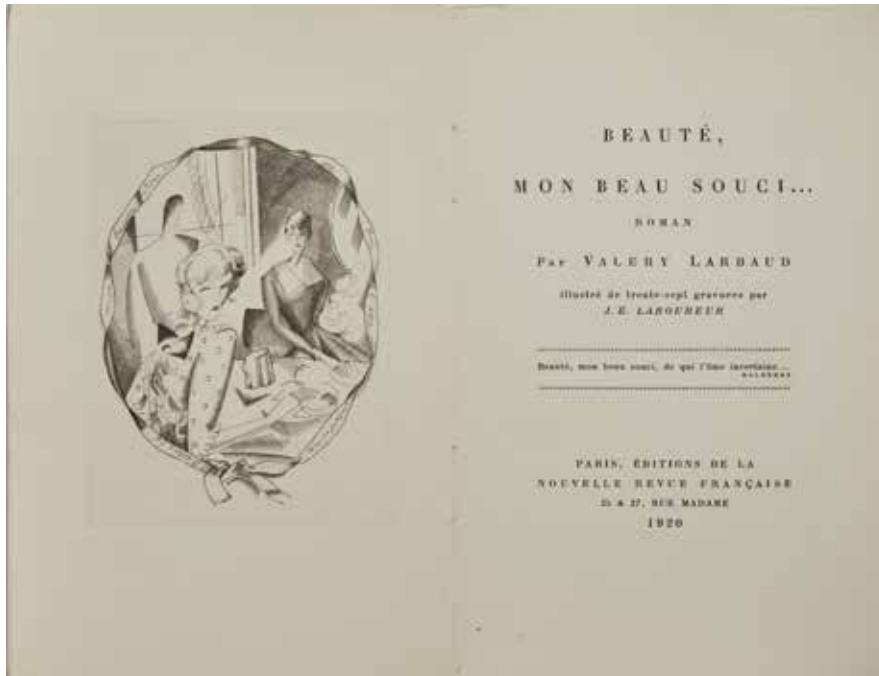 BEAUTÉ,
MON BEAU SOUCI...
ROMAN
Par VALERY LARBAUD
illustré de trente-sept gravures par
J. E. LABOUREUR
Beauté, mon beau souci, de qui l'âme incertaine...
MALHERBE
PARIS, ÉDITIONS DE LA
NOUVELLE REVUE FRANÇAISE
35 & 37, RUE MADAME
1920